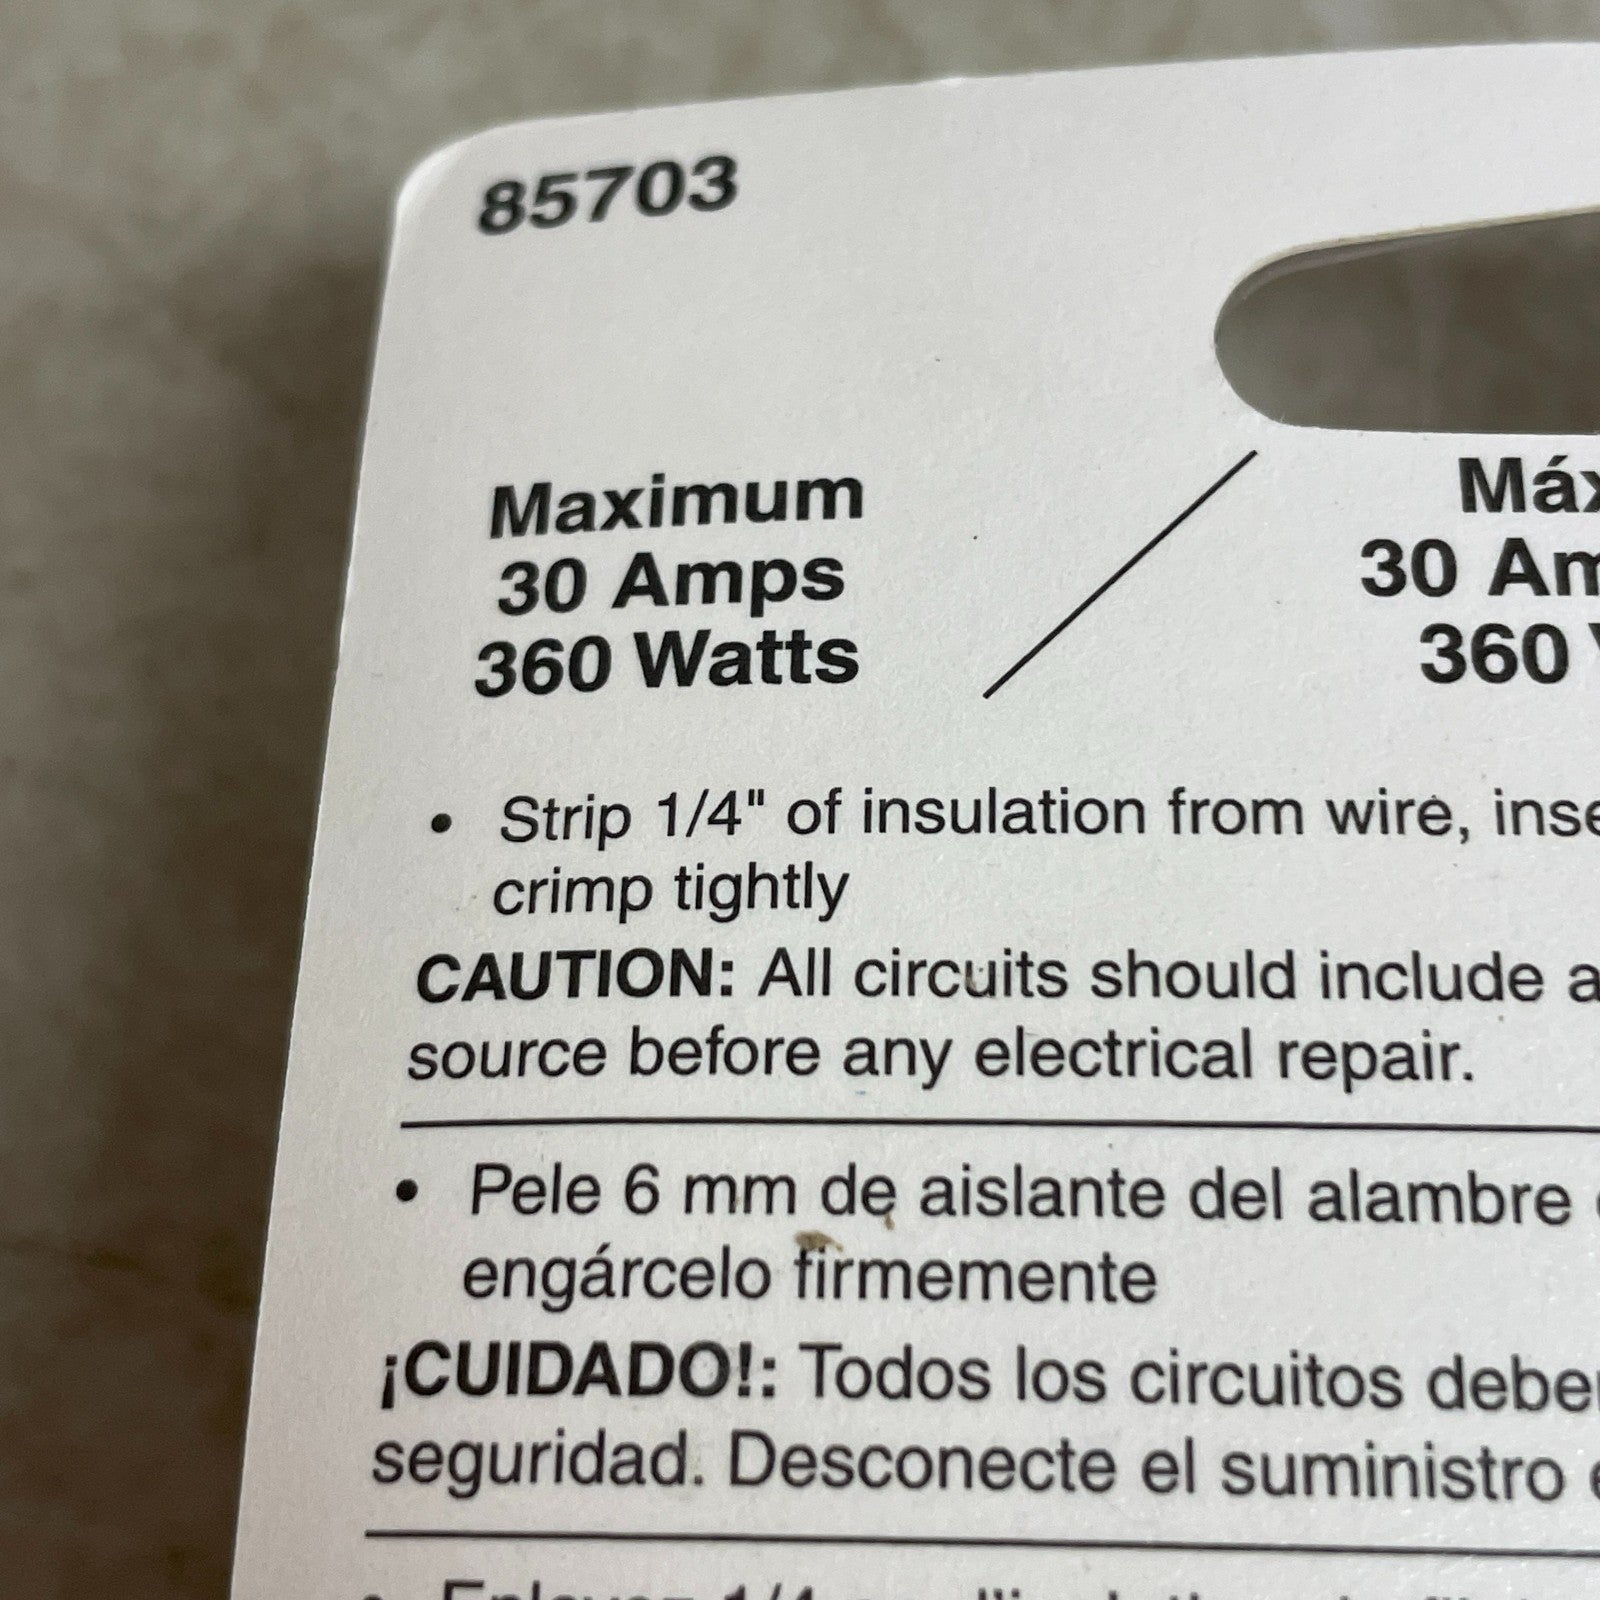 85703
Maximum
30 Amps
360 Watts
30
360
• Strip 1/4" of insulation from wire,
crimp tightly
CAUTION: All circuits should include
source before any electrical repair.
• Pele 6 mm de aislante del alambre
engárcelo firmemente
¡CUIDADO!: Todos los circuitos
seguridad. Desconecte el suministro